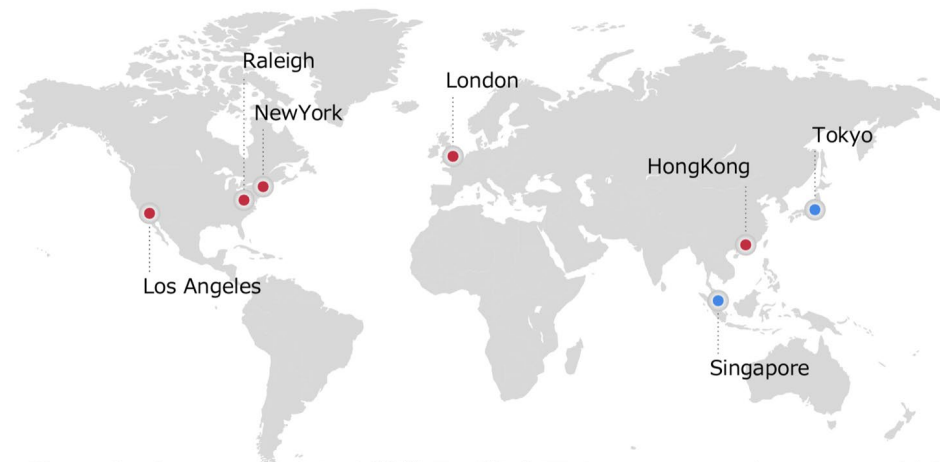 Raleigh
London
NewYork
Tokyo
HongKong
Los Angeles
Singapore